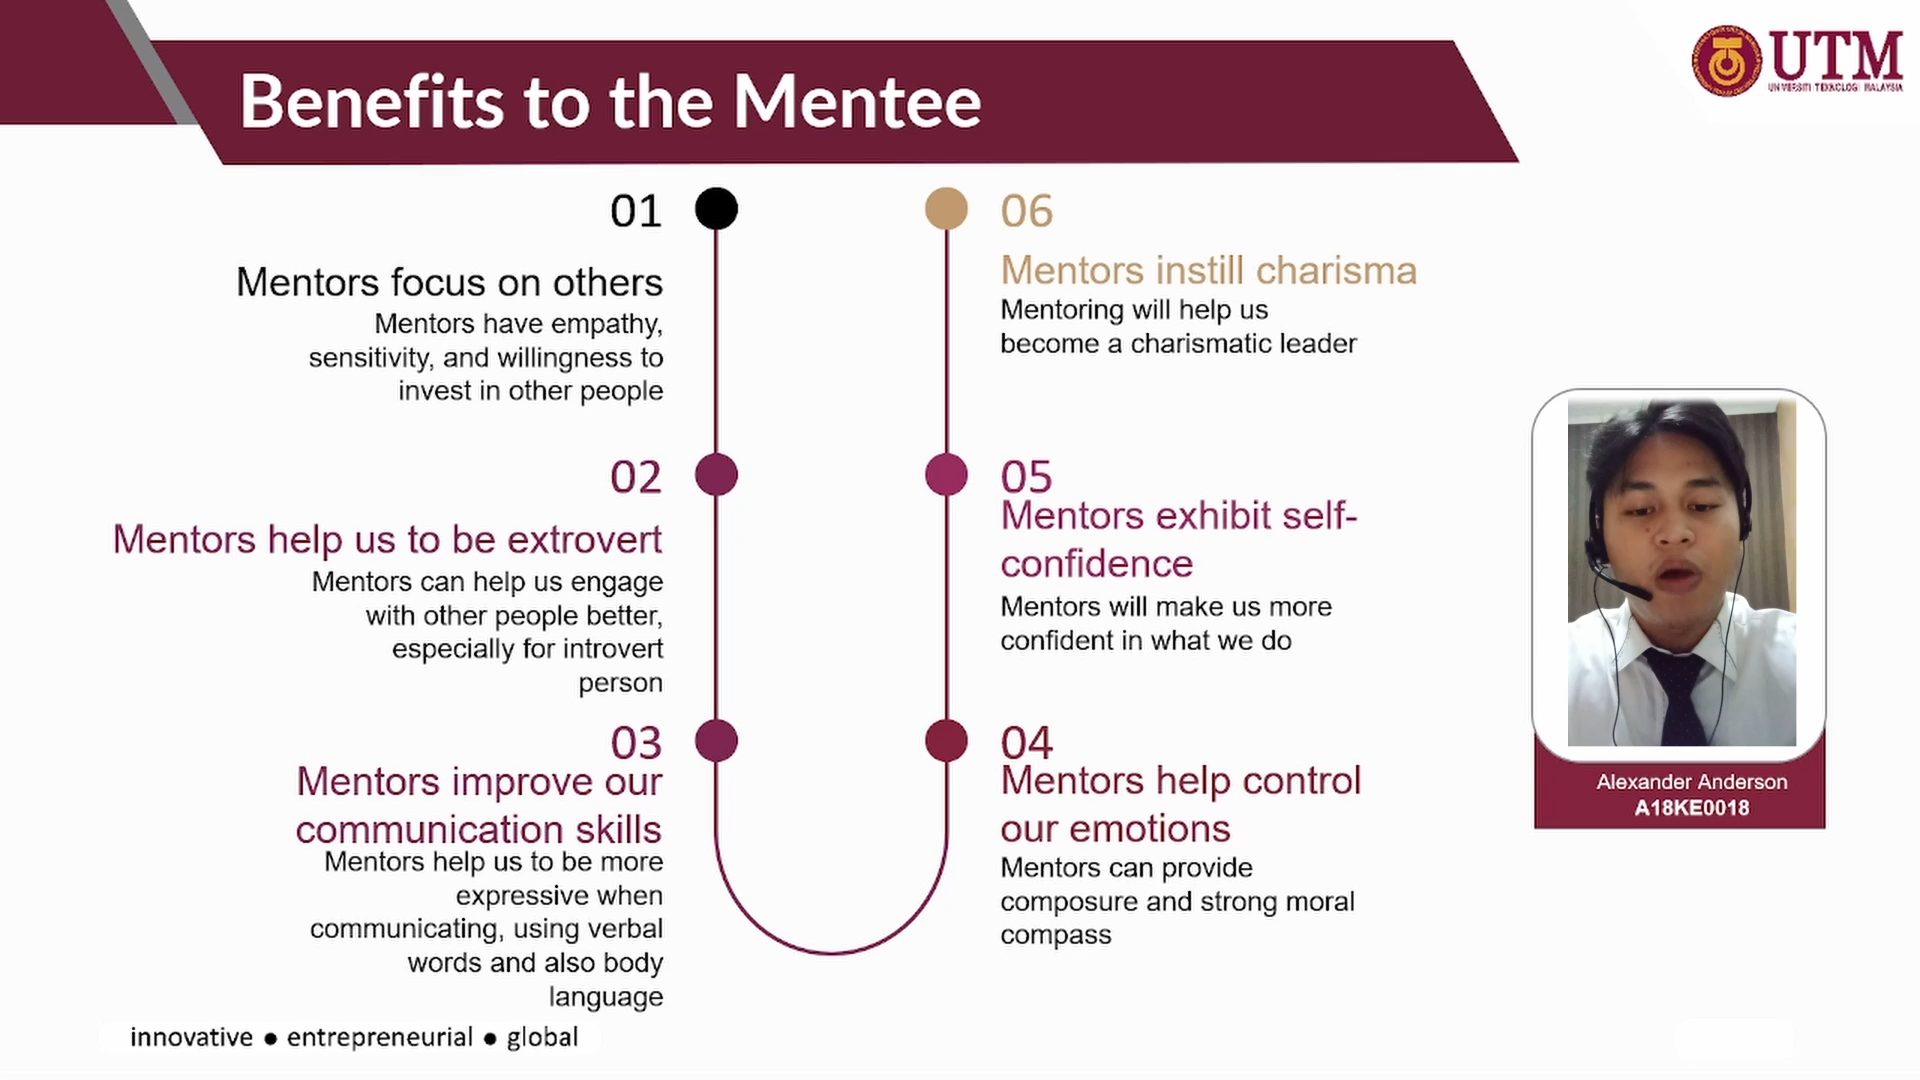 Benefits to the Mentee
UTM
UNIVERSITI TEKNOLOGI MALAYSIA
01
Mentors focus on others
Mentors have empathy,
sensitivity, and willingness to
invest in other people
02
Mentors help us to be extrovert
Mentors can help us engage
with other people better,
especially for introvert
person
03
Mentors improve our
communication skills
Mentors help us to be more
expressive when
communicating, using verbal
words and also body
language
04
Mentors help control
our emotions
Mentors can provide
composure and strong moral
compass
05
Mentors exhibit self-
confidence
Mentors will make us more
confident in what we do
06
Mentors instill charisma
Mentoring will help us
become a charismatic leader
Alexander Anderson
A18KE0018
innovative ● entrepreneurial ● global